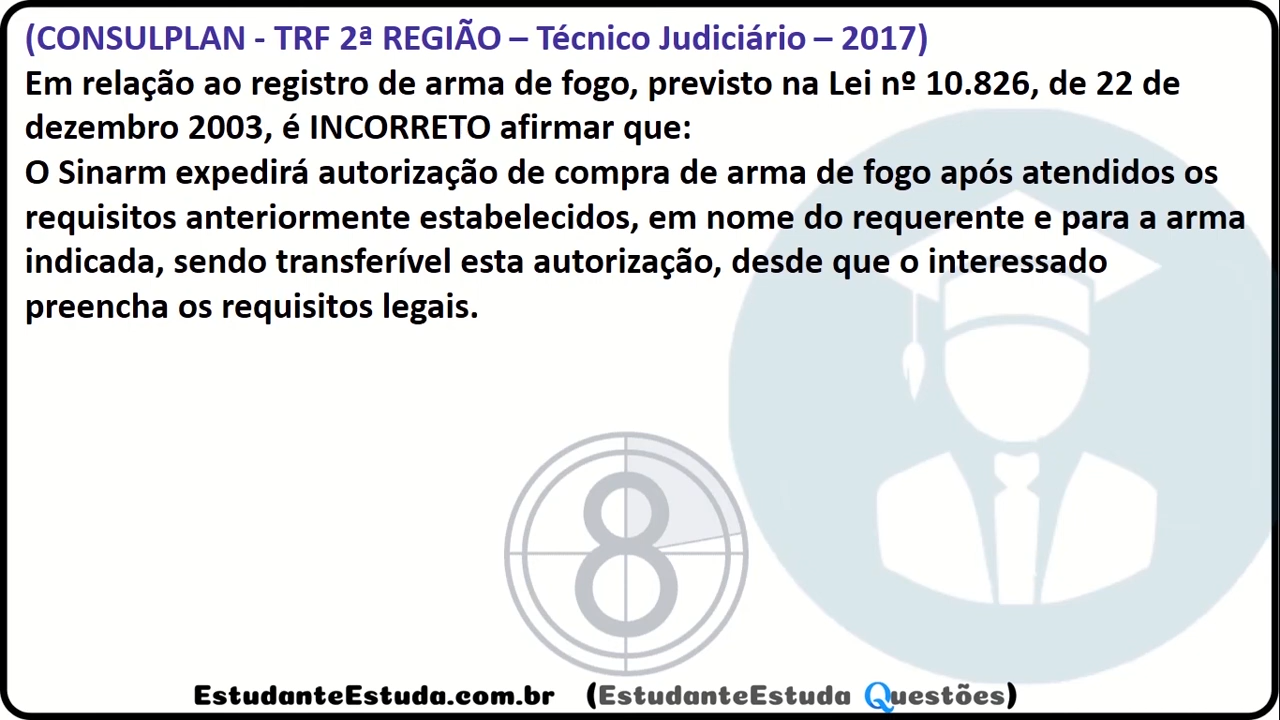 (CONSULPLAN - TRF 2ª REGIÃO – Técnico Judiciário – 2017)
Em relação ao registro de arma de fogo, previsto na Lei nº 10.826, de 22 de
dezembro 2003, é INCORRETO afirmar que:
O Sinarm expedirá autorização de compra de arma de fogo após atendidos os
requisitos anteriormente estabelecidos, em nome do requerente e para a arma
indicada, sendo transferível esta autorização, desde que o interessado
preencha os requisitos legais.
8
EstudanteEstuda.com.br (EstudanteEstuda Questões)